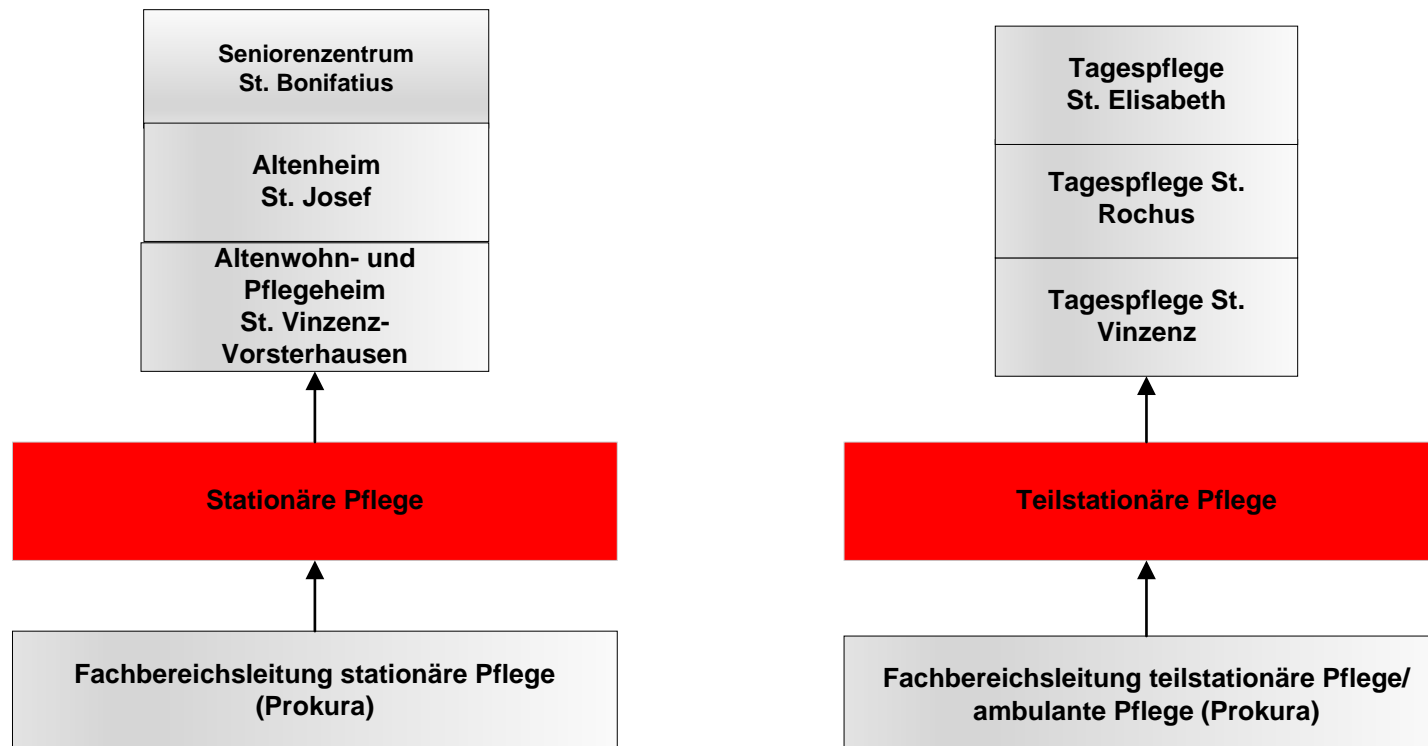 Seniorenzentrum
St. Bonifatius
Altenheim
St. Josef
Altenwohn- und
Pflegeheim
St. Vinzenz-
Vorsterhausen
Stationäre Pflege
Fachbereichsleitung stationäre Pflege
(Prokura)
Tagespflege
St. Elisabeth
Tagespflege St.
Rochus
Tagespflege St.
Vinzenz
Teilstationäre Pflege
Fachbereichsleitung teilstationäre Pflege/
ambulante Pflege (Prokura)